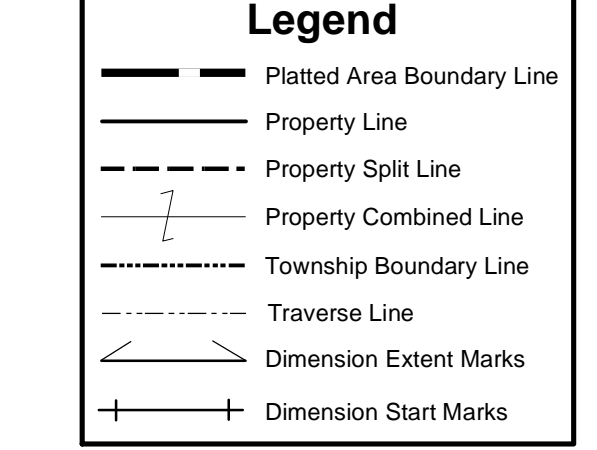 Legend
Platted Area Boundary Line
Property Line
Property Split Line
Property Combined Line
Township Boundary Line
Traverse Line
Dimension Extent Marks
Dimension Start Marks